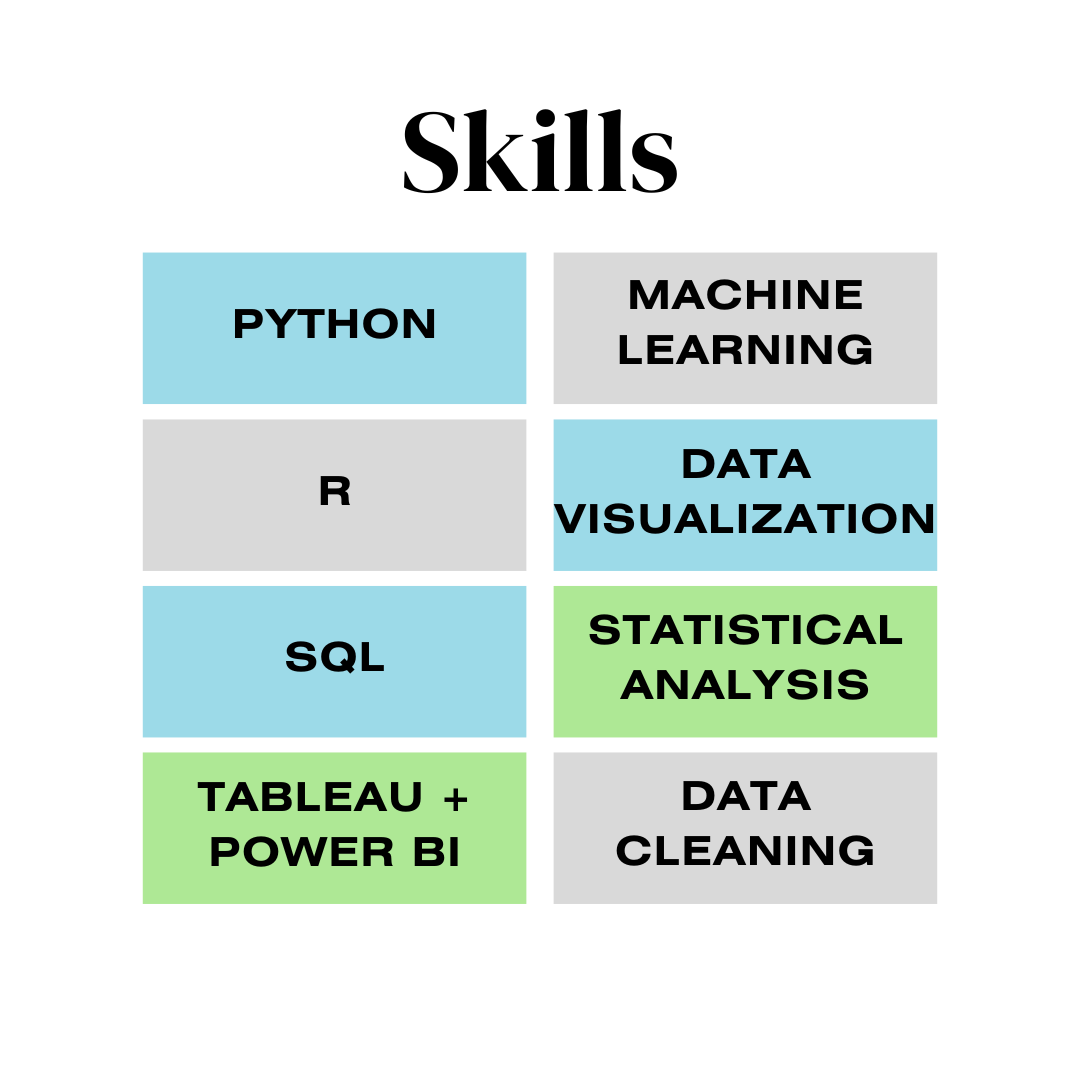 Skills
PYTHON
MACHINE
LEARNING
R
DATA
VISUALIZATION
SQL
STATISTICAL
ANALYSIS
TABLEAU +
POWER BI
DATA
CLEANING